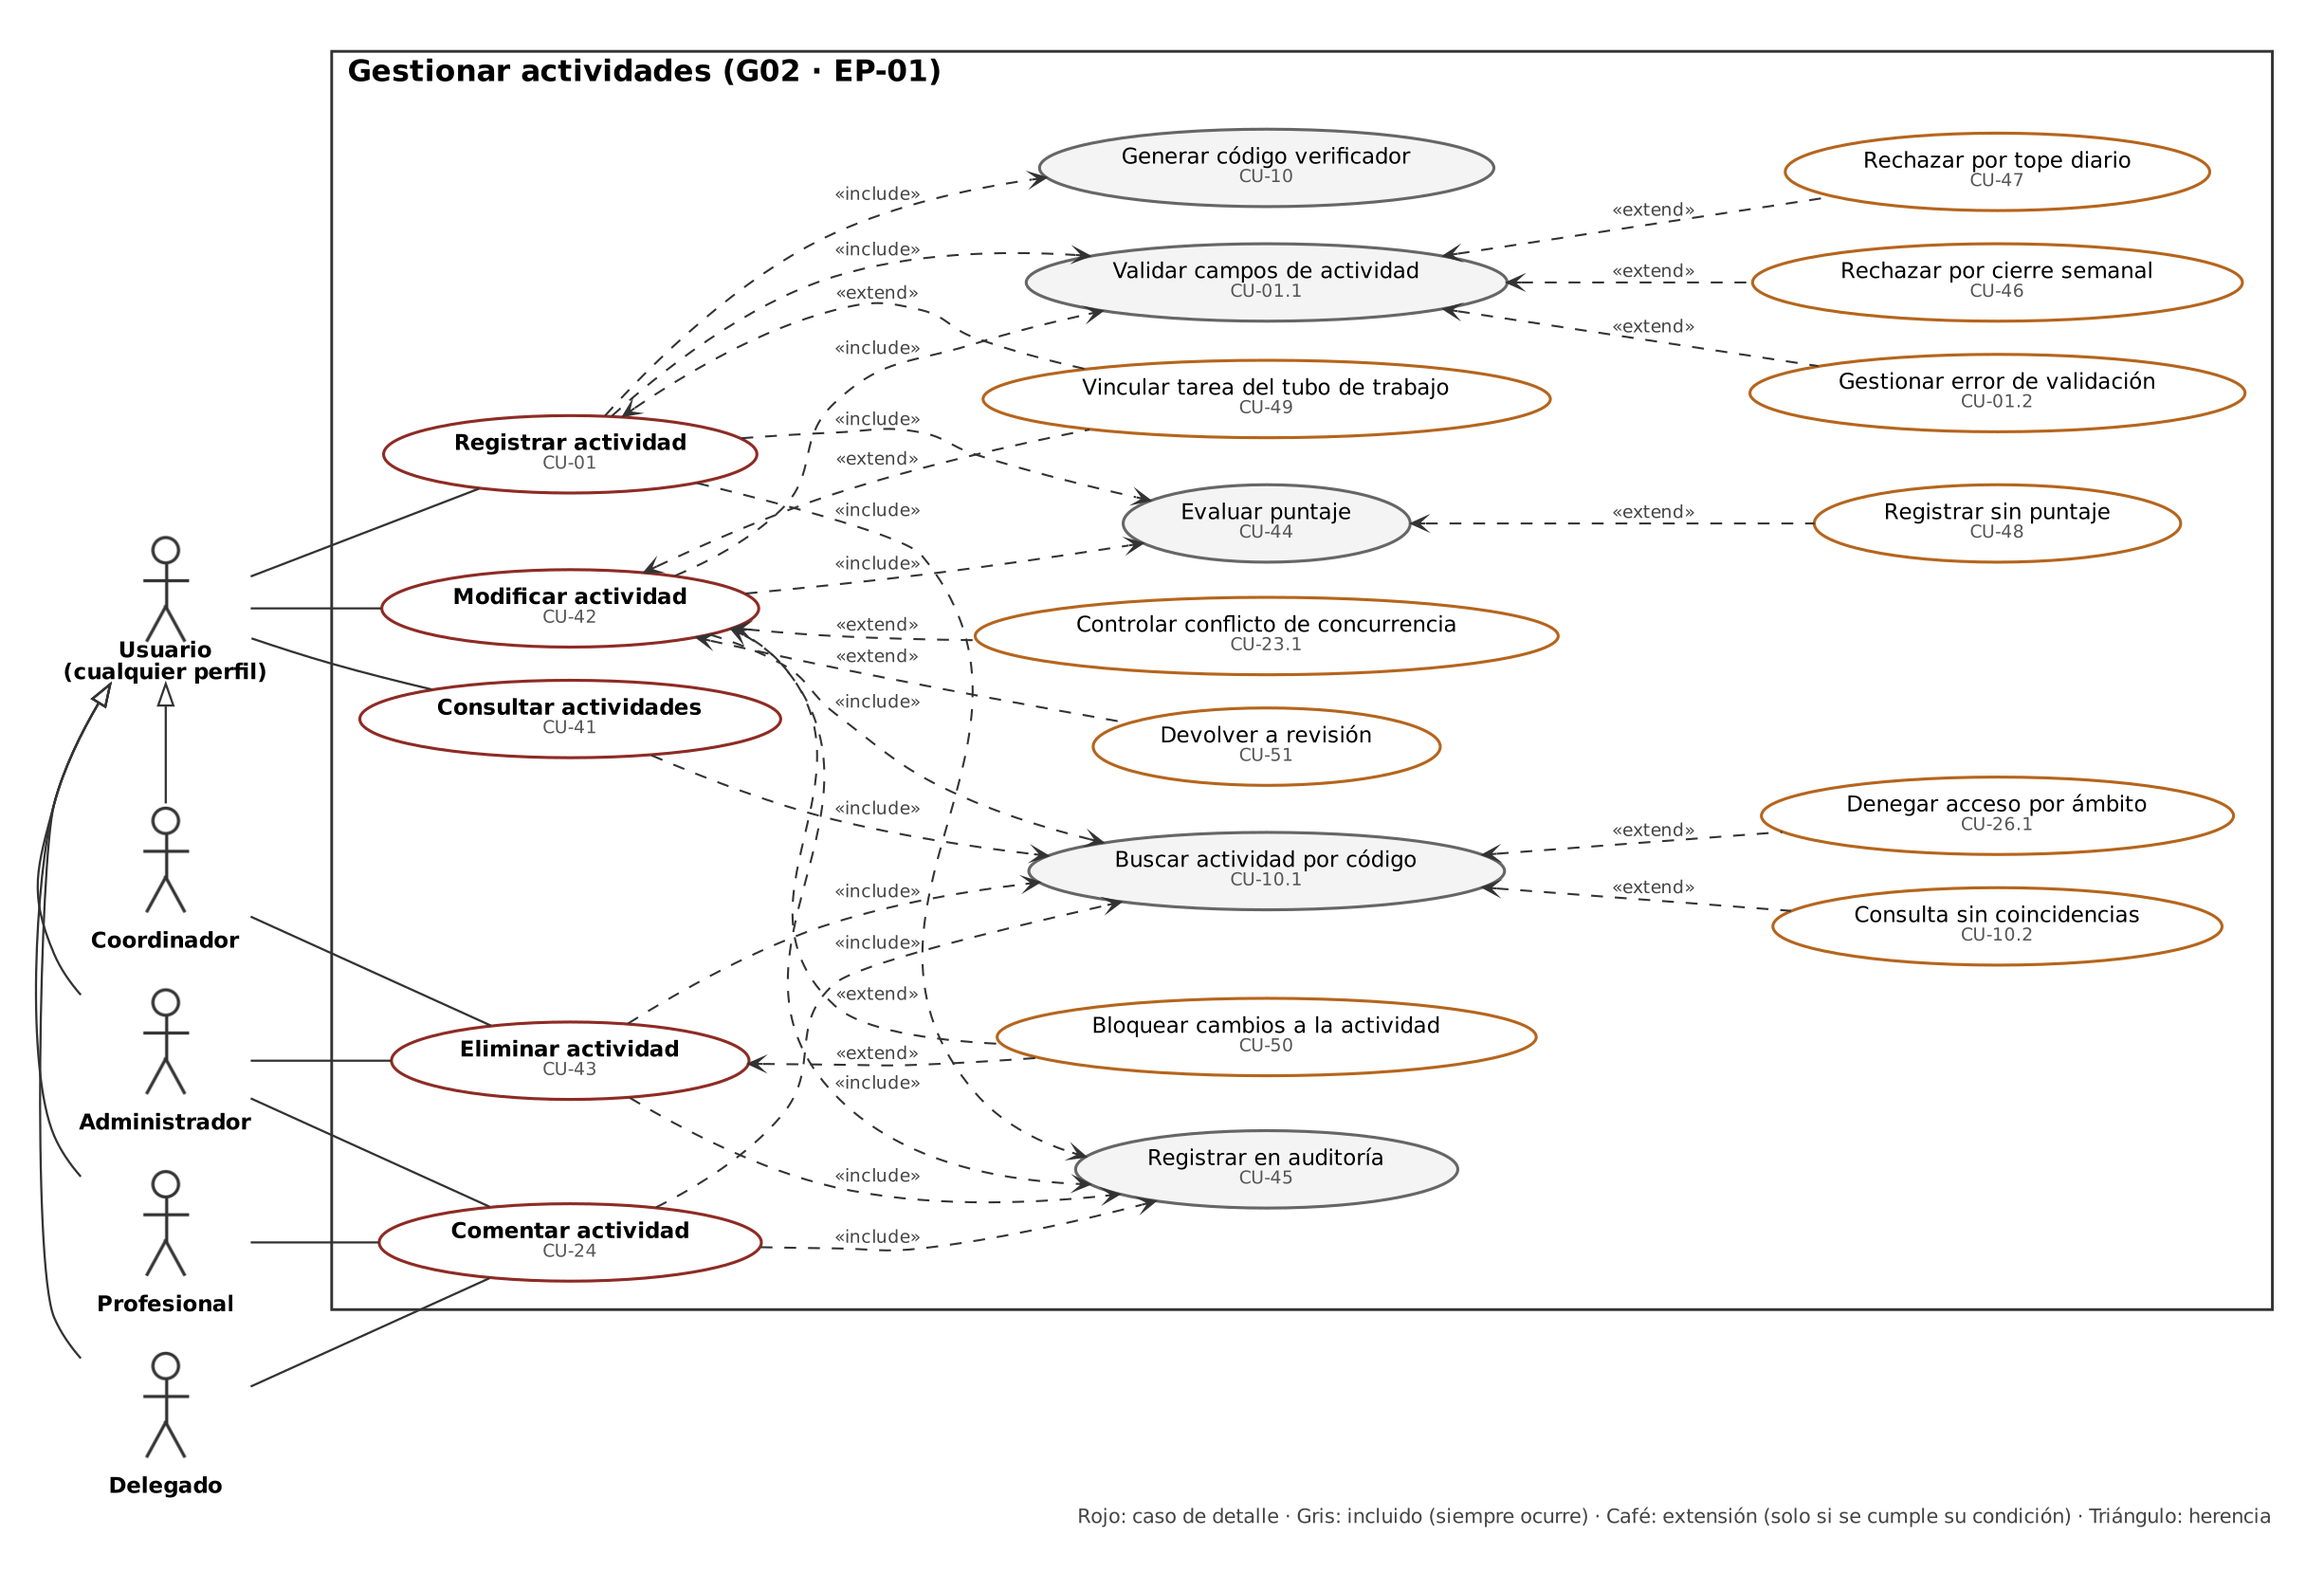 Gestionar actividades (G02 · EP-01)
Generar código verificador
CU-10
Rechazar por tope diario
CU-47
«include»
«extend»
«include»
Validar campos de actividad
CU-01.1
«extend»
Rechazar por cierre semanal
CU-46
«extend»
«extend»
«include»
Vincular tarea del tubo de trabajo
CU-49
Gestionar error de validación
CU-01.2
«include»
Registrar actividad
CU-01
«extend»
«include»
Evaluar puntaje
CU-44
«extend»
Registrar sin puntaje
CU-48
«include»
Modificar actividad
CU-42
«extend»
Controlar conflicto de concurrencia
CU-23.1
Usuario
(cualquier perfil)
«extend»
Consultar actividades
CU-41
«include»
Devolver a revisión
CU-51
«include»
Denegar acceso por ámbito
CU-26.1
«extend»
Buscar actividad por código
CU-10.1
«include»
«extend»
Consulta sin coincidencias
CU-10.2
Coordinador
«include»
«extend»
Bloquear cambios a la actividad
CU-50
Eliminar actividad
CU-43
«extend»
«include»
Administrador
Registrar en auditoría
CU-45
«include»
Comentar actividad
CU-24
«include»
Profesional
Delegado
Rojo: caso de detalle · Gris: incluido (siempre ocurre) · Café: extensión (solo si se cumple su condición) · Triángulo: herencia